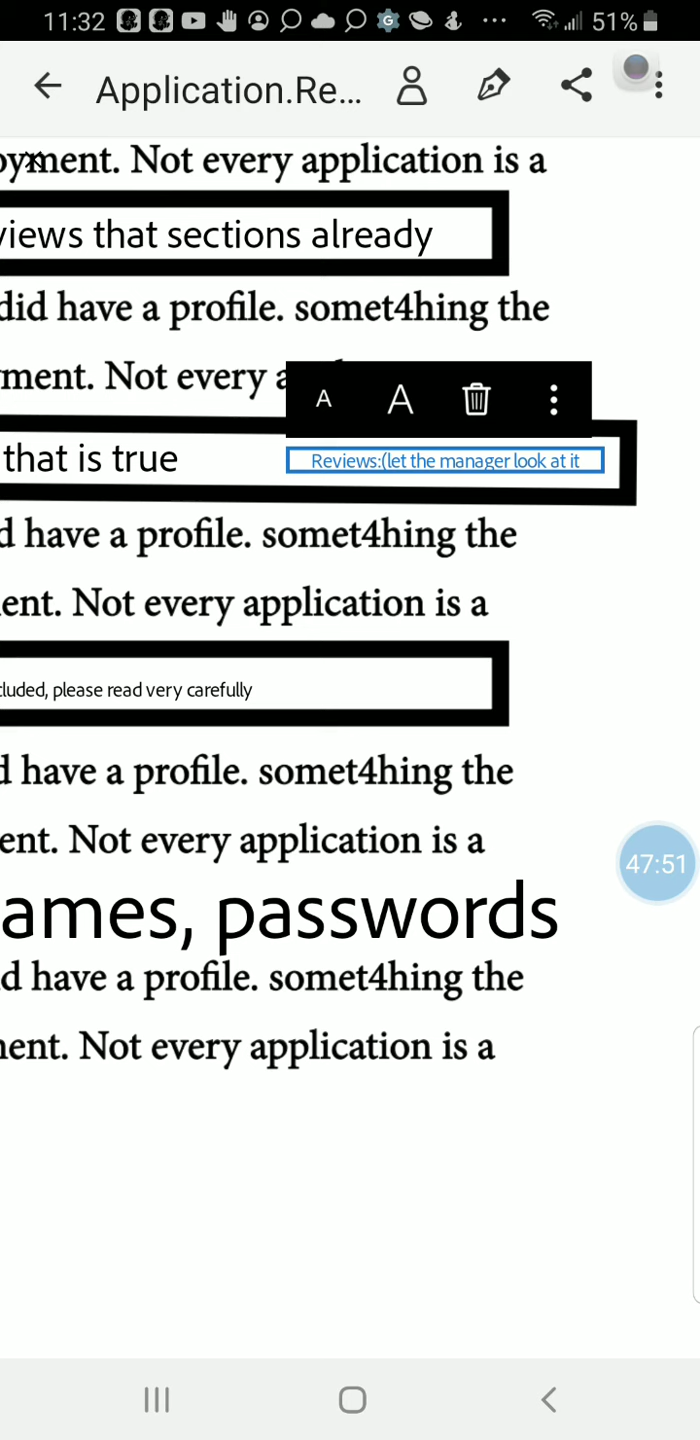 11:32
51%
Application.Re...
oyment. Not every application is a
views that sections already
did have a profile. somet4hing the
ment. Not every a
A A
that is true
Reviews:(let the manager look at it
d have a profile. somet4hing the
ent. Not every application is a
cluded, please read very carefully
d have a profile. somet4hing the
ent. Not every application is a
47:51
ames, passwords
d have a profile. somet4hing the
nent. Not every application is a